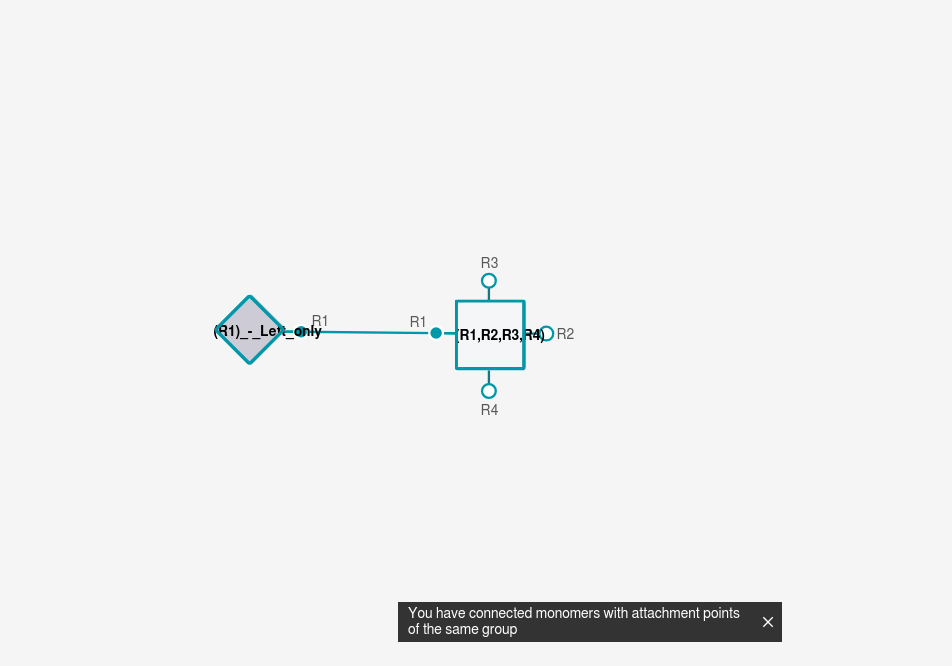 R3
R1
R1
(R1)_-_Left_only
(R1,R2,R3,R4)
R2
R4
You have connected monomers with attachment points
of the same group